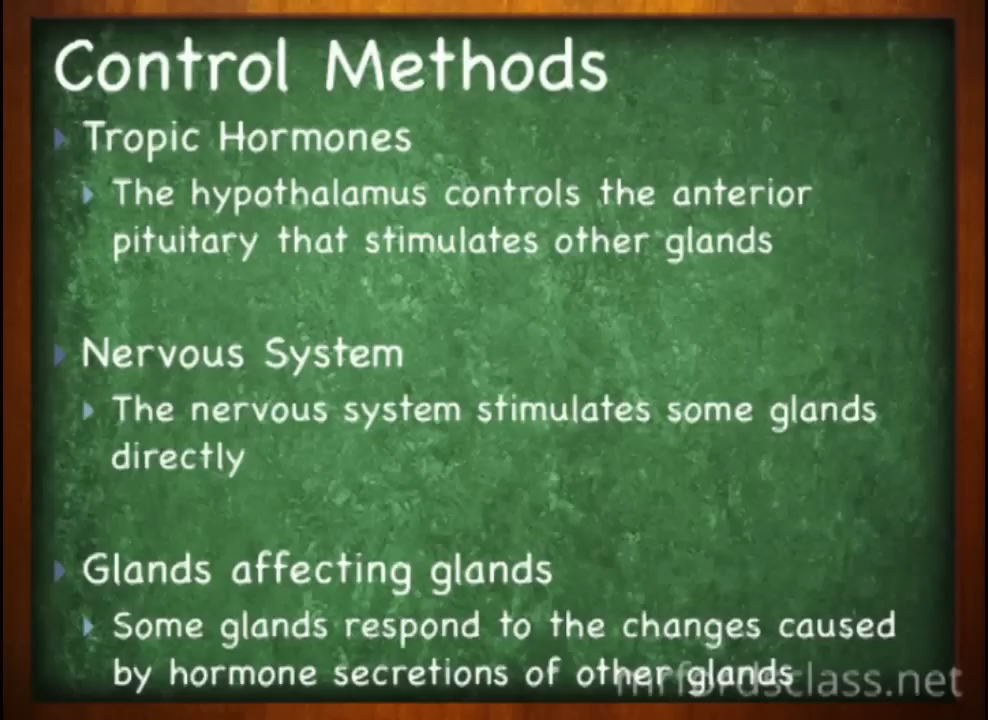 Control Methods
Tropic Hormones
The hypothalamus controls the anterior
pituitary that stimulates other glands
Nervous System
The nervous system stimulates some glands
directly
Glands affecting glands
Some glands respond to the changes caused
by hormone secretions of other glands
mrfordsclass.net